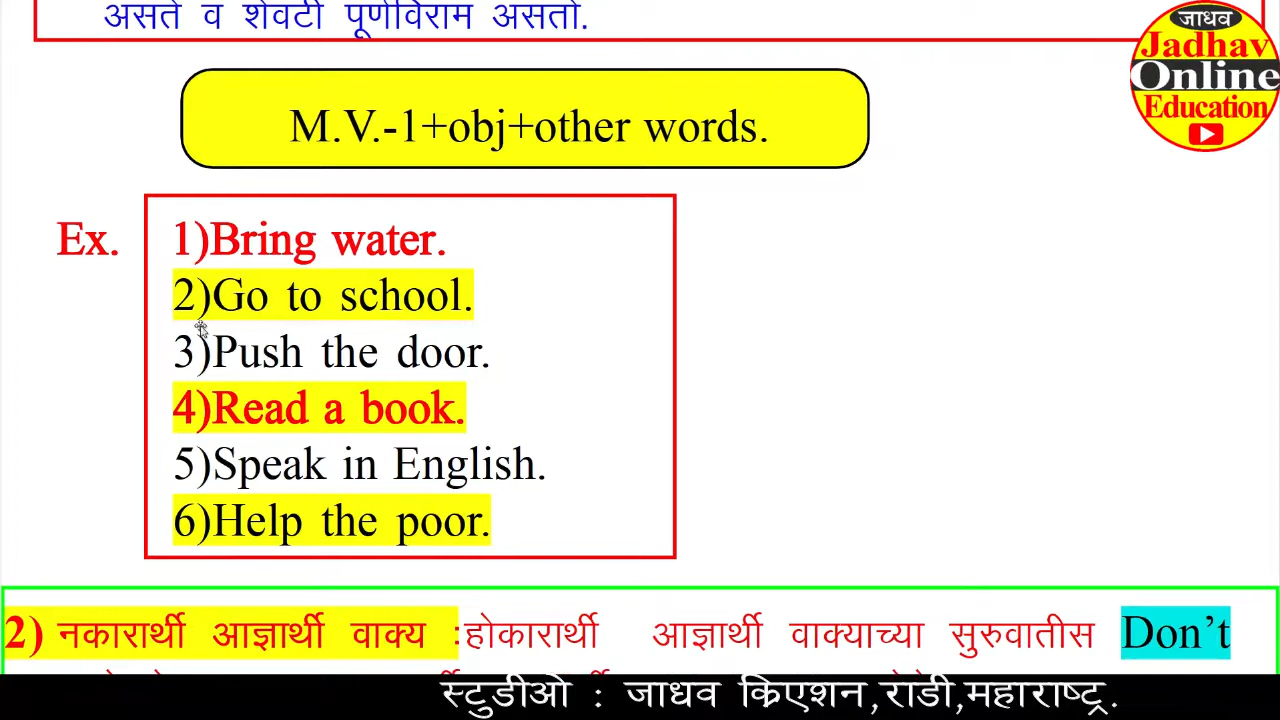 असते व शेवटी पूर्णविराम असतो.
जाधव
Jadhav
Online
Education
M.V.-1+obj+other words.
Ex. 1)Bring water.
2)Go to school.
3)Push the door.
4)Read a book.
5)Speak in English.
6)Help the poor.
2) नकारार्थी आज्ञार्थी वाक्य :होकारार्थी आज्ञार्थी वाक्याच्या सुरुवातीस Don't
स्टुडीओ : जाधव क्रिएशन,राडी,महाराष्ट्र.